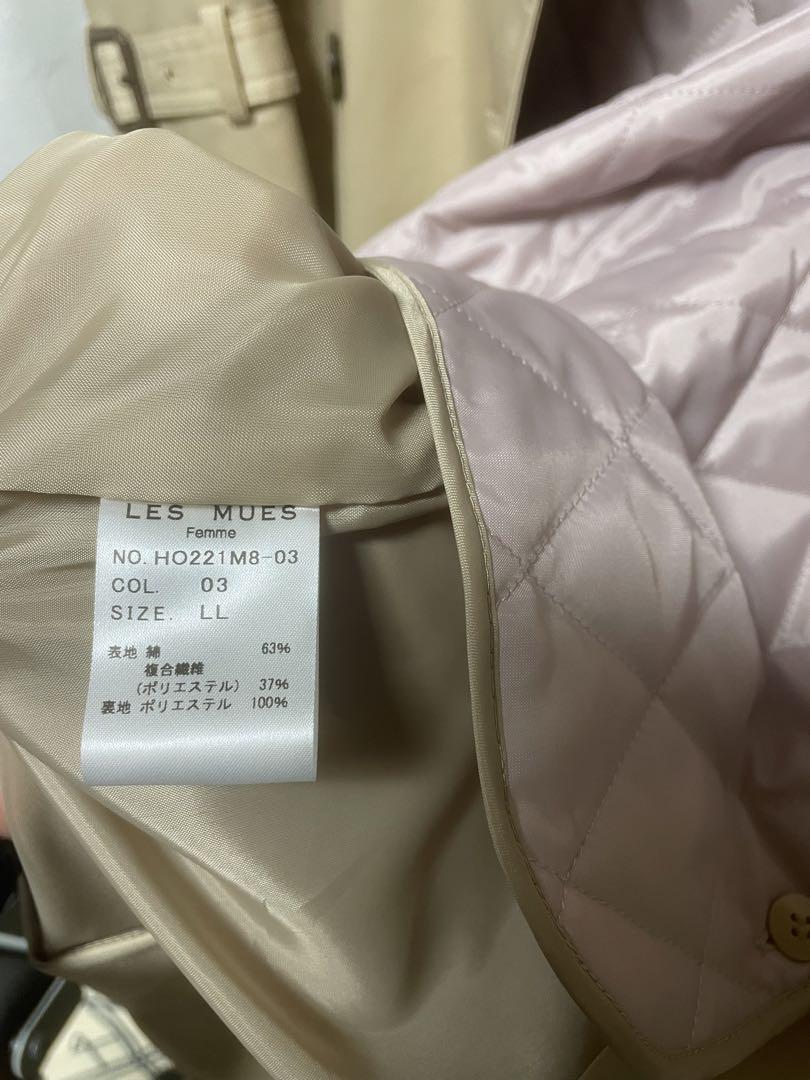 LES MUES
Femme
NO. HO221M8-03
COL. 03
SIZE. LL
表地 綿 63%
複合繊維
(ポリエステル) 37%
裏地 ポリエステル 100%